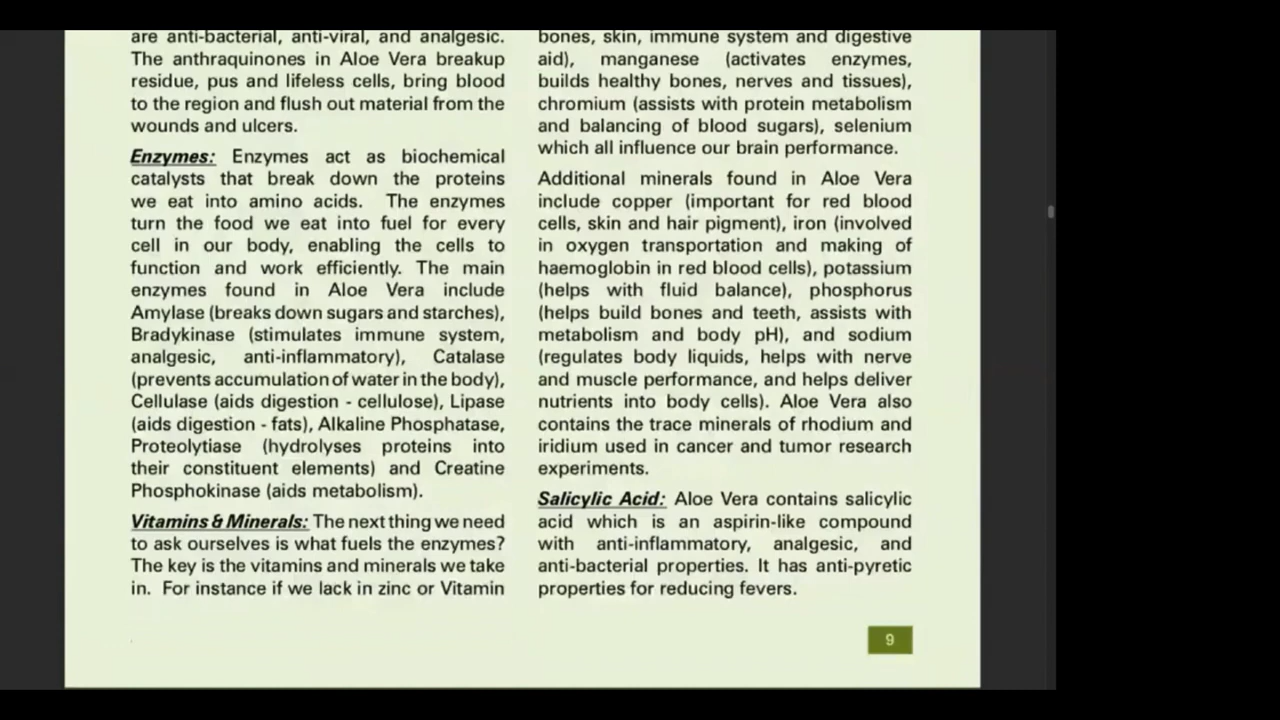 are anti-bacterial, anti-viral, and analgesic.
The anthraquinones in Aloe Vera breakup
residue, pus and lifeless cells, bring blood
to the region and flush out material from the
wounds and ulcers.
Enzymes: Enzymes act as biochemical
catalysts that break down the proteins
we eat into amino acids. The enzymes
turn the food we eat into fuel for every
cell in our body, enabling the cells to
function and work efficiently. The main
enzymes found in Aloe Vera include
Amylase (breaks down sugars and starches),
Bradykinase (stimulates immune system,
analgesic, anti-inflammatory), Catalase
(prevents accumulation of water in the body),
Cellulase (aids digestion - cellulose), Lipase
(aids digestion - fats), Alkaline Phosphatase,
Proteolytiase (hydrolyses proteins into
their constituent elements) and Creatine
Phosphokinase (aids metabolism).
Vitamins & Minerals: The next thing we need
to ask ourselves is what fuels the enzymes?
The key is the vitamins and minerals we take
in. For instance if we lack in zinc or Vitamin
bones, skin, immune system and digestive
aid), manganese (activates enzymes,
builds healthy bones, nerves and tissues),
chromium (assists with protein metabolism
and balancing of blood sugars), selenium
which all influence our brain performance.
Additional minerals found in Aloe Vera
include copper (important for red blood
cells, skin and hair pigment), iron (involved
in oxygen transportation and making of
haemoglobin in red blood cells), potassium
(helps with fluid balance), phosphorus
(helps build bones and teeth, assists with
metabolism and body pH), and sodium
(regulates body liquids, helps with nerve
and muscle performance, and helps deliver
nutrients into body cells). Aloe Vera also
contains the trace minerals of rhodium and
iridium used in cancer and tumor research
experiments.
Salicylic Acid: Aloe Vera contains salicylic
acid which is an aspirin-like compound
with anti-inflammatory, analgesic, and
anti-bacterial properties. It has anti-pyretic
properties for reducing fevers.
9